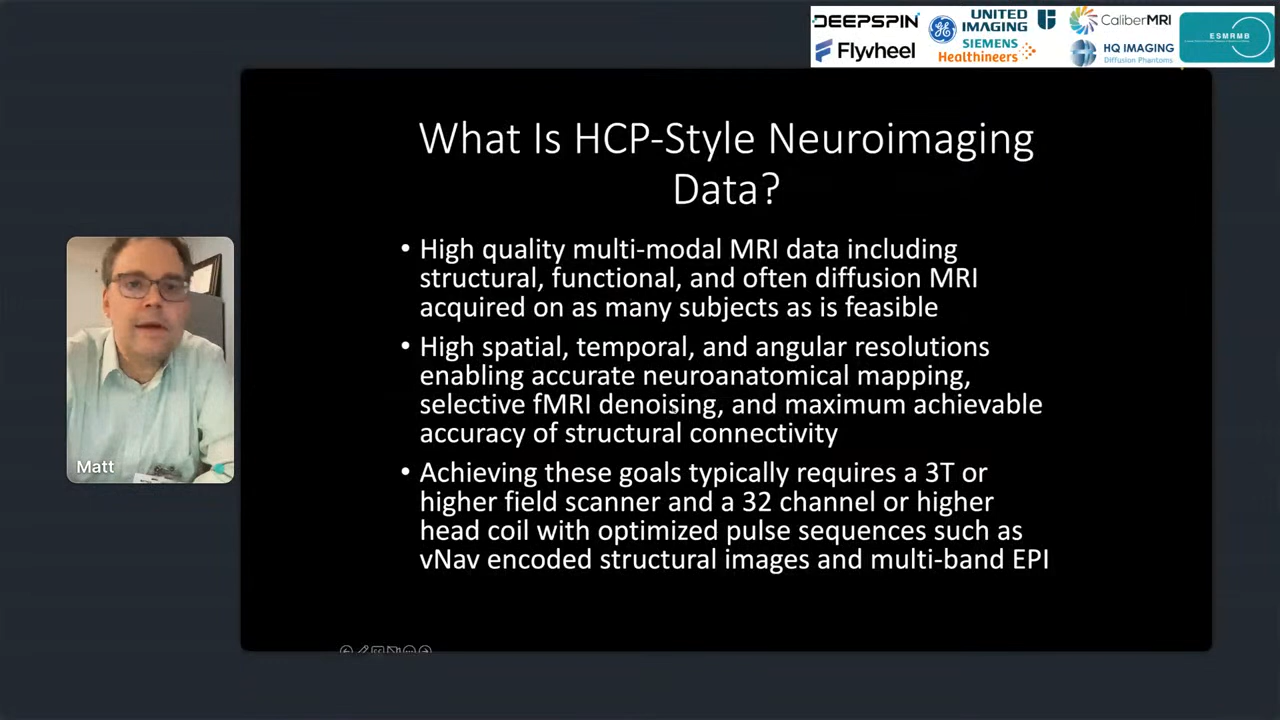 DEEPSPIN
UNITED
IMAGING
CaliberMRI
Flywheel
SIEMENS
Healthineers
HQ IMAGING
Diffusion Phantoms
ESMRMB
What Is HCP-Style Neuroimaging
Data?
• High quality multi-modal MRI data including
structural, functional, and often diffusion MRI
acquired on as many subjects as is feasible
• High spatial, temporal, and angular resolutions
enabling accurate neuroanatomical mapping,
selective fMRI denoising, and maximum achievable
accuracy of structural connectivity
• Achieving these goals typically requires a 3T or
higher field scanner and a 32 channel or higher
head coil with optimized pulse sequences such as
vNav encoded structural images and multi-band EPI
Matt